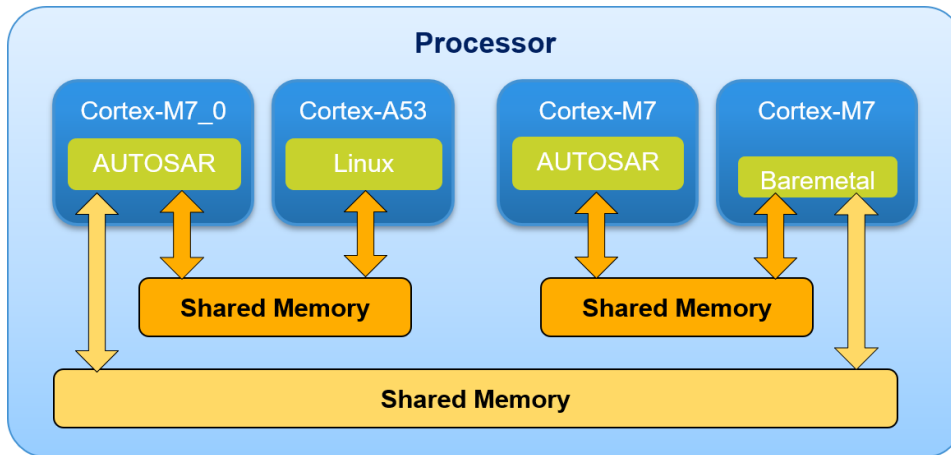 Processor
Cortex-M7_0
Cortex-A53
Cortex-M7
Cortex-M7
AUTOSAR
Linux
AUTOSAR
Baremetal
Shared Memory
Shared Memory
Shared Memory